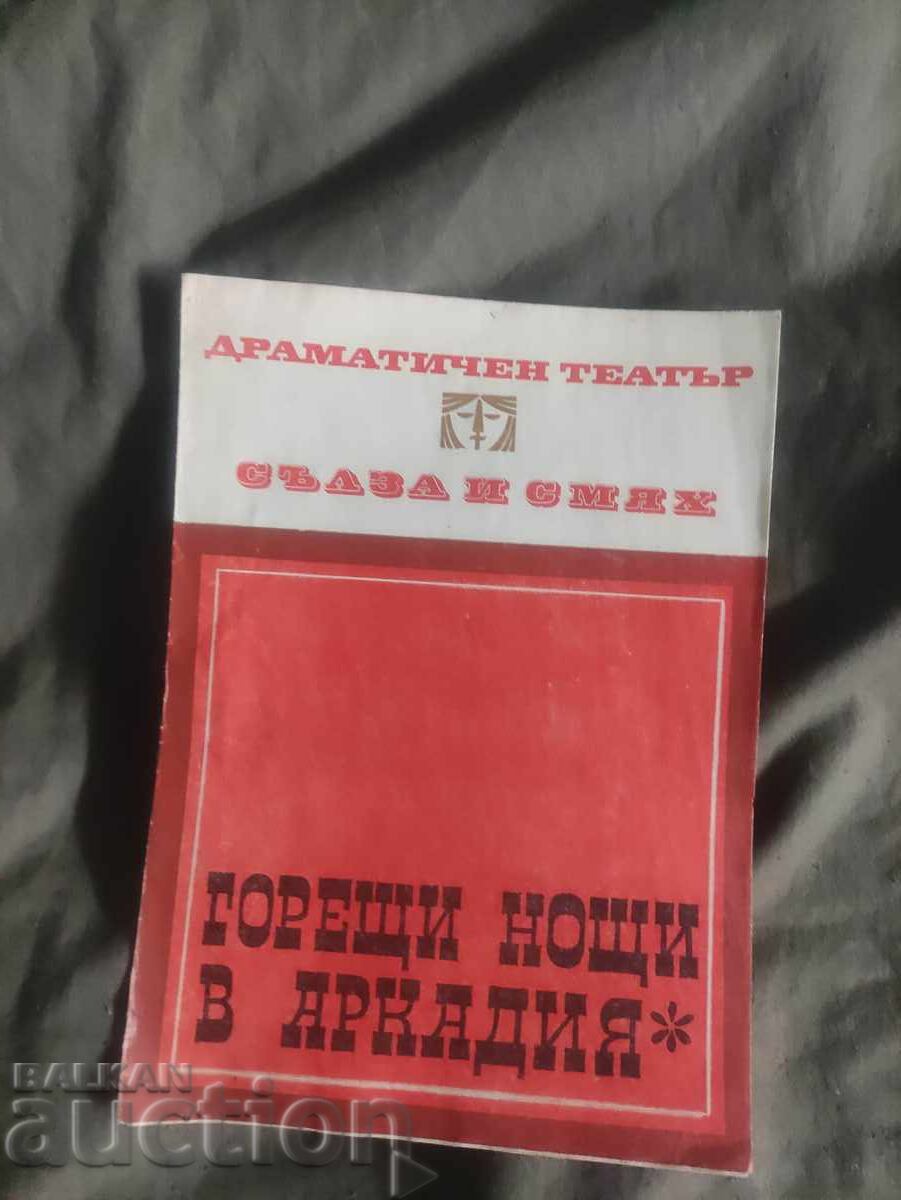 ДРАМАТИЧЕН ТЕАТЪР
СЪЛЗА И СМЯХ
ГОРЕЩИ НОЩИ
В АРКАДИЯ*
BALKAN
auction